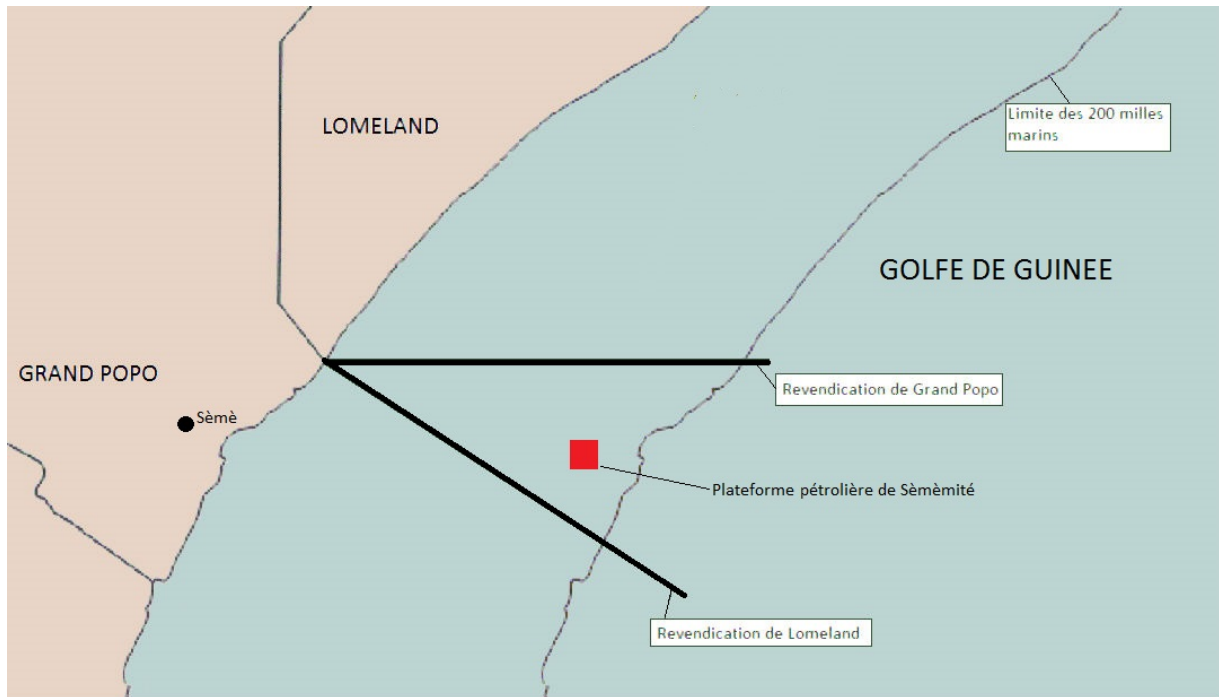 LOMELAND
Limite des 200 milles
marins
GOLFE DE GUINEE
GRAND POPO
Revendication de Grand Popo
Sèmè
Plateforme pétrolière de Sèmèmité
Revendication de Lomeland